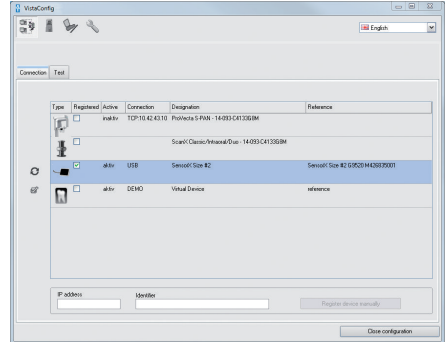 VistaConfig
English
Connection Test
Type Registered Active Connection Designation Reference
inaktiv TCP:10.42.43.10 ProVecta S-PAN - 14-093-C4133G8M
ScanX Classic/Intraoral/Duo - 14-093-C4133G8M
aktiv USB SensorX Size #2 SensorX Size #2 G9520 M426835001
aktiv DEMO Virtual Device reference
IP address Identifier
Register device manually
Close configuration